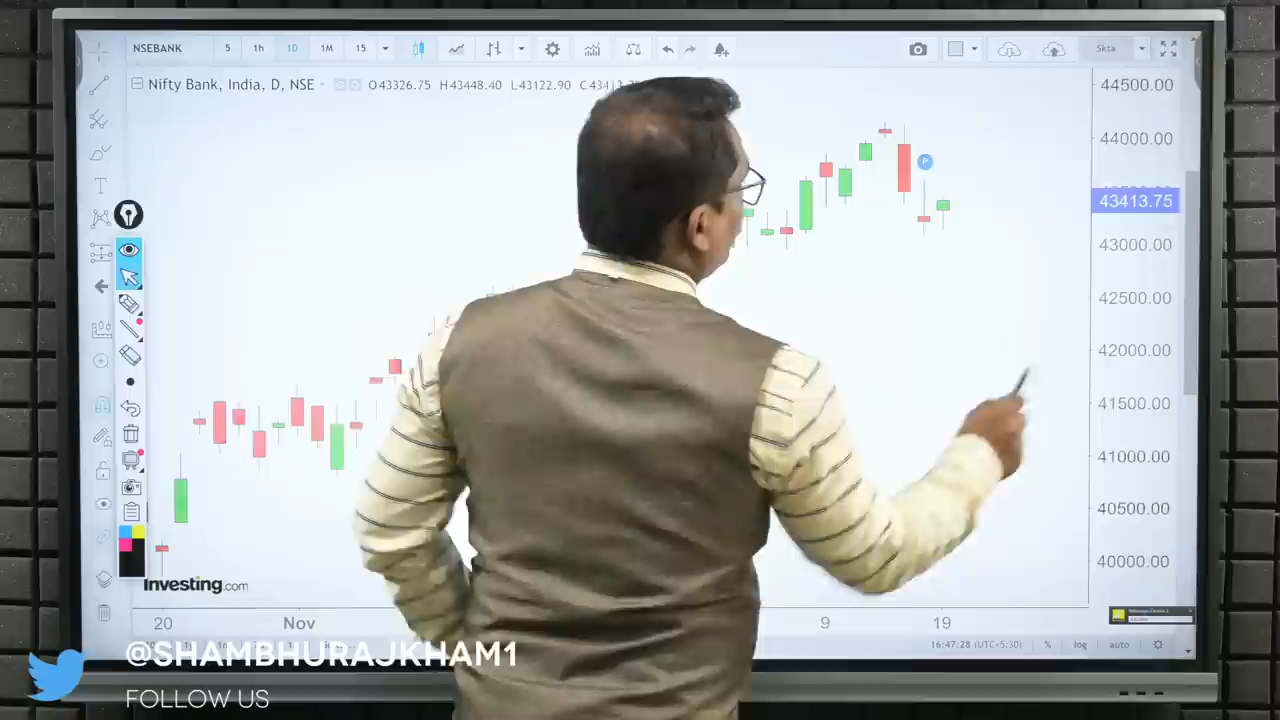 NSEBANK 5 1h 1D 1M 15 5kta
Nifty Bank, India, D, NSE O43326.75 H43448.40 L43122.90
44500.00
44000.00
43413.75
43000.00
42500.00
42000.00
41500.00
41000.00
40500.00
40000.00
P
T
Investing.com
20 Nov 9 19
16:47:28 (UTC+5:30) % log auto
@SHAMBHURAJKHAM1
FOLLOW US